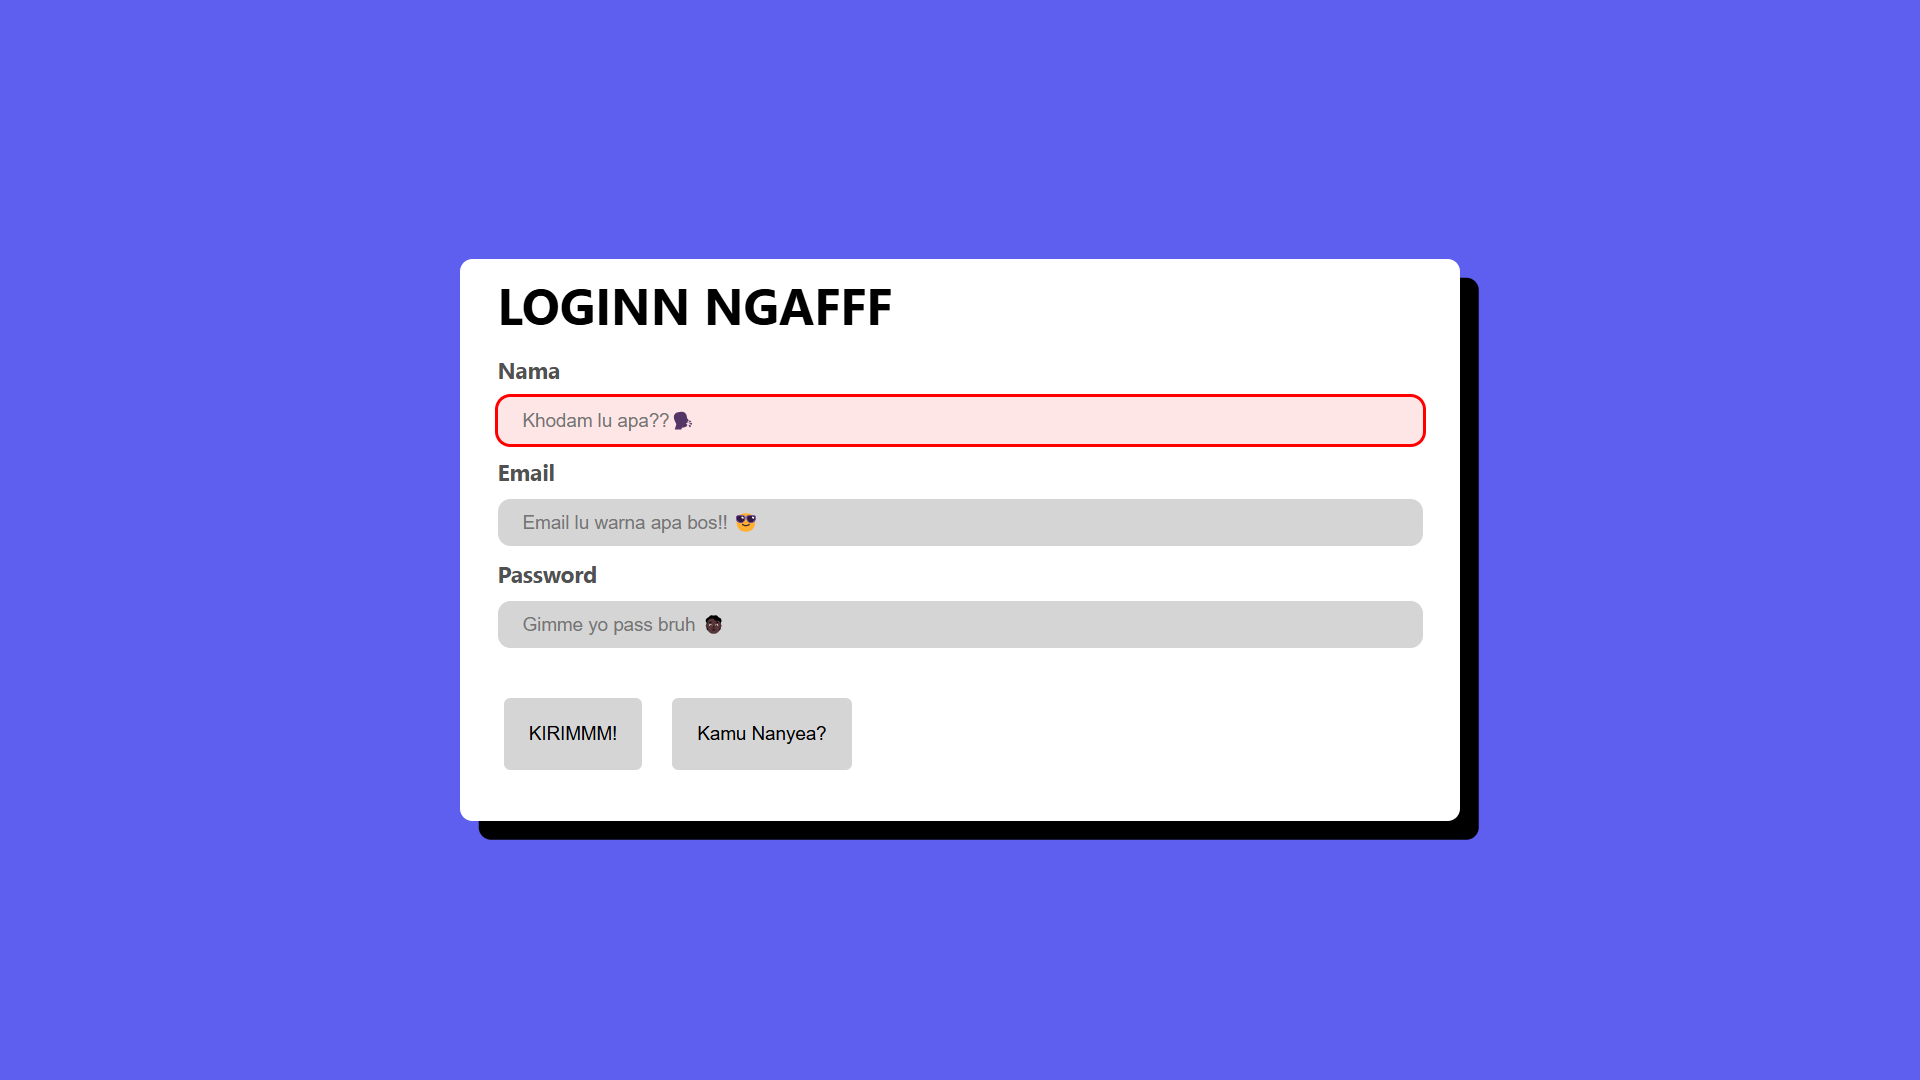 LOGINN NGAFFF
Nama
Khodam lu apa??🗣
Email
Email lu warna apa bos!! 😎
Password
Gimme yo pass bruh 👨🏿‍🦱
KIRIMMM!
Kamu Nanyea?